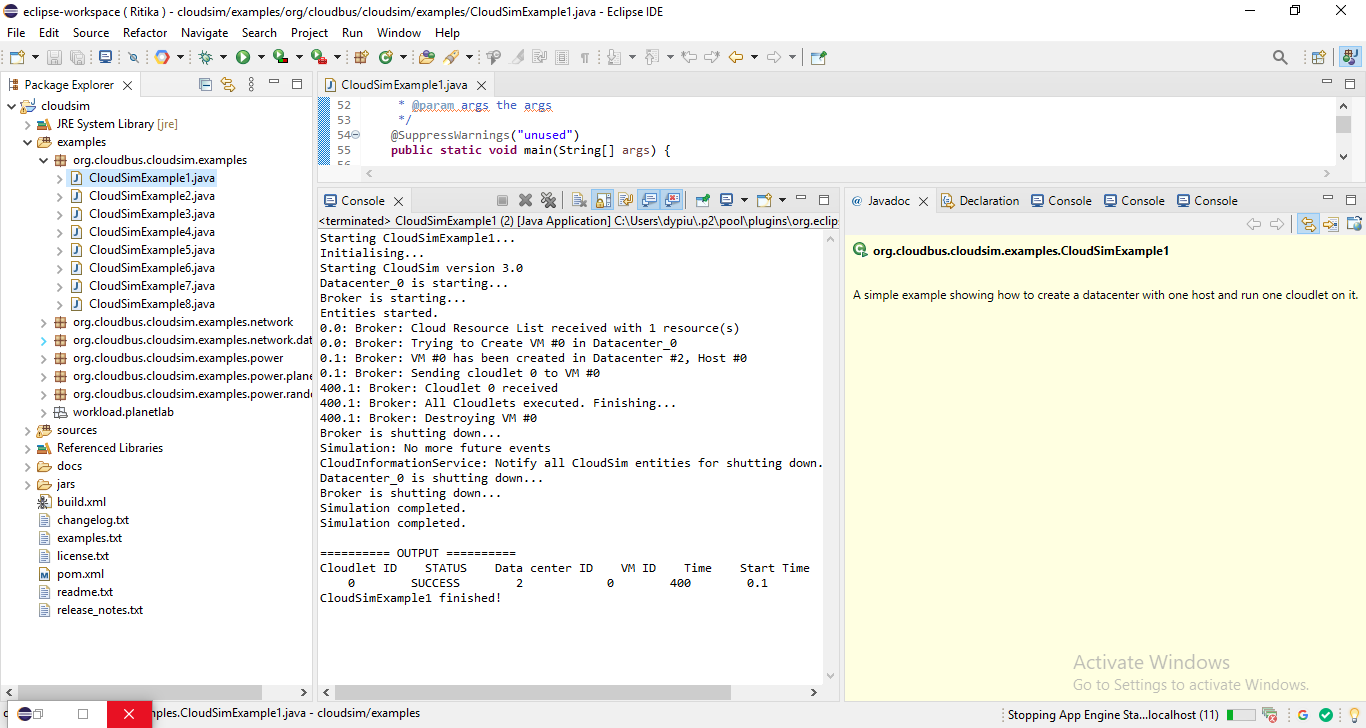 eclipse-workspace ( Ritika ) - cloudsim/examples/org/cloudbus/cloudsim/examples/CloudSimExample1.java - Eclipse IDE
File Edit Source Refactor Navigate Search Project Run Window Help
Package Explorer
cloudsim
JRE System Library [jre]
examples
org.cloudbus.cloudsim.examples
CloudSimExample1.java
CloudSimExample2.java
CloudSimExample3.java
CloudSimExample4.java
CloudSimExample5.java
CloudSimExample6.java
CloudSimExample7.java
CloudSimExample8.java
org.cloudbus.cloudsim.examples.network
org.cloudbus.cloudsim.examples.network.dat
org.cloudbus.cloudsim.examples.power
org.cloudbus.cloudsim.examples.power.plane
org.cloudbus.cloudsim.examples.power.rand
workload.planetlab
sources
Referenced Libraries
docs
jars
build.xml
changelog.txt
examples.txt
license.txt
pom.xml
readme.txt
release_notes.txt
CloudSimExample1.java
52 * @param args the args
53 */
54 @SuppressWarnings("unused")
55 public static void main(String[] args) {
56
Console
<terminated> CloudSimExample1 (2) [Java Application] C:\Users\dypiu\.p2\pool\plugins\org.eclip
Starting CloudSimExample1...
Initialising...
Starting CloudSim version 3.0
Datacenter_0 is starting...
Broker is starting...
Entities started.
0.0: Broker: Cloud Resource List received with 1 resource(s)
0.0: Broker: Trying to Create VM #0 in Datacenter_0
0.1: Broker: VM #0 has been created in Datacenter #2, Host #0
0.1: Broker: Sending cloudlet 0 to VM #0
400.1: Broker: Cloudlet 0 received
400.1: Broker: All Cloudlets executed. Finishing...
400.1: Broker: Destroying VM #0
Broker is shutting down...
Simulation: No more future events
CloudInformationService: Notify all CloudSim entities for shutting down.
Datacenter_0 is shutting down...
Broker is shutting down...
Simulation completed.
Simulation completed.
========== OUTPUT ==========
Cloudlet ID STATUS Data center ID VM ID Time Start Time
0 SUCCESS 2 0 400 0.1
CloudSimExample1 finished!
@ Javadoc Declaration Console Console Console
org.cloudbus.cloudsim.examples.CloudSimExample1
A simple example showing how to create a datacenter with one host and run one cloudlet on it.
Activate Windows
Go to Settings to activate Windows.
ples.CloudSimExample1.java - cloudsim/examples
Stopping App Engine Sta...localhost (11)